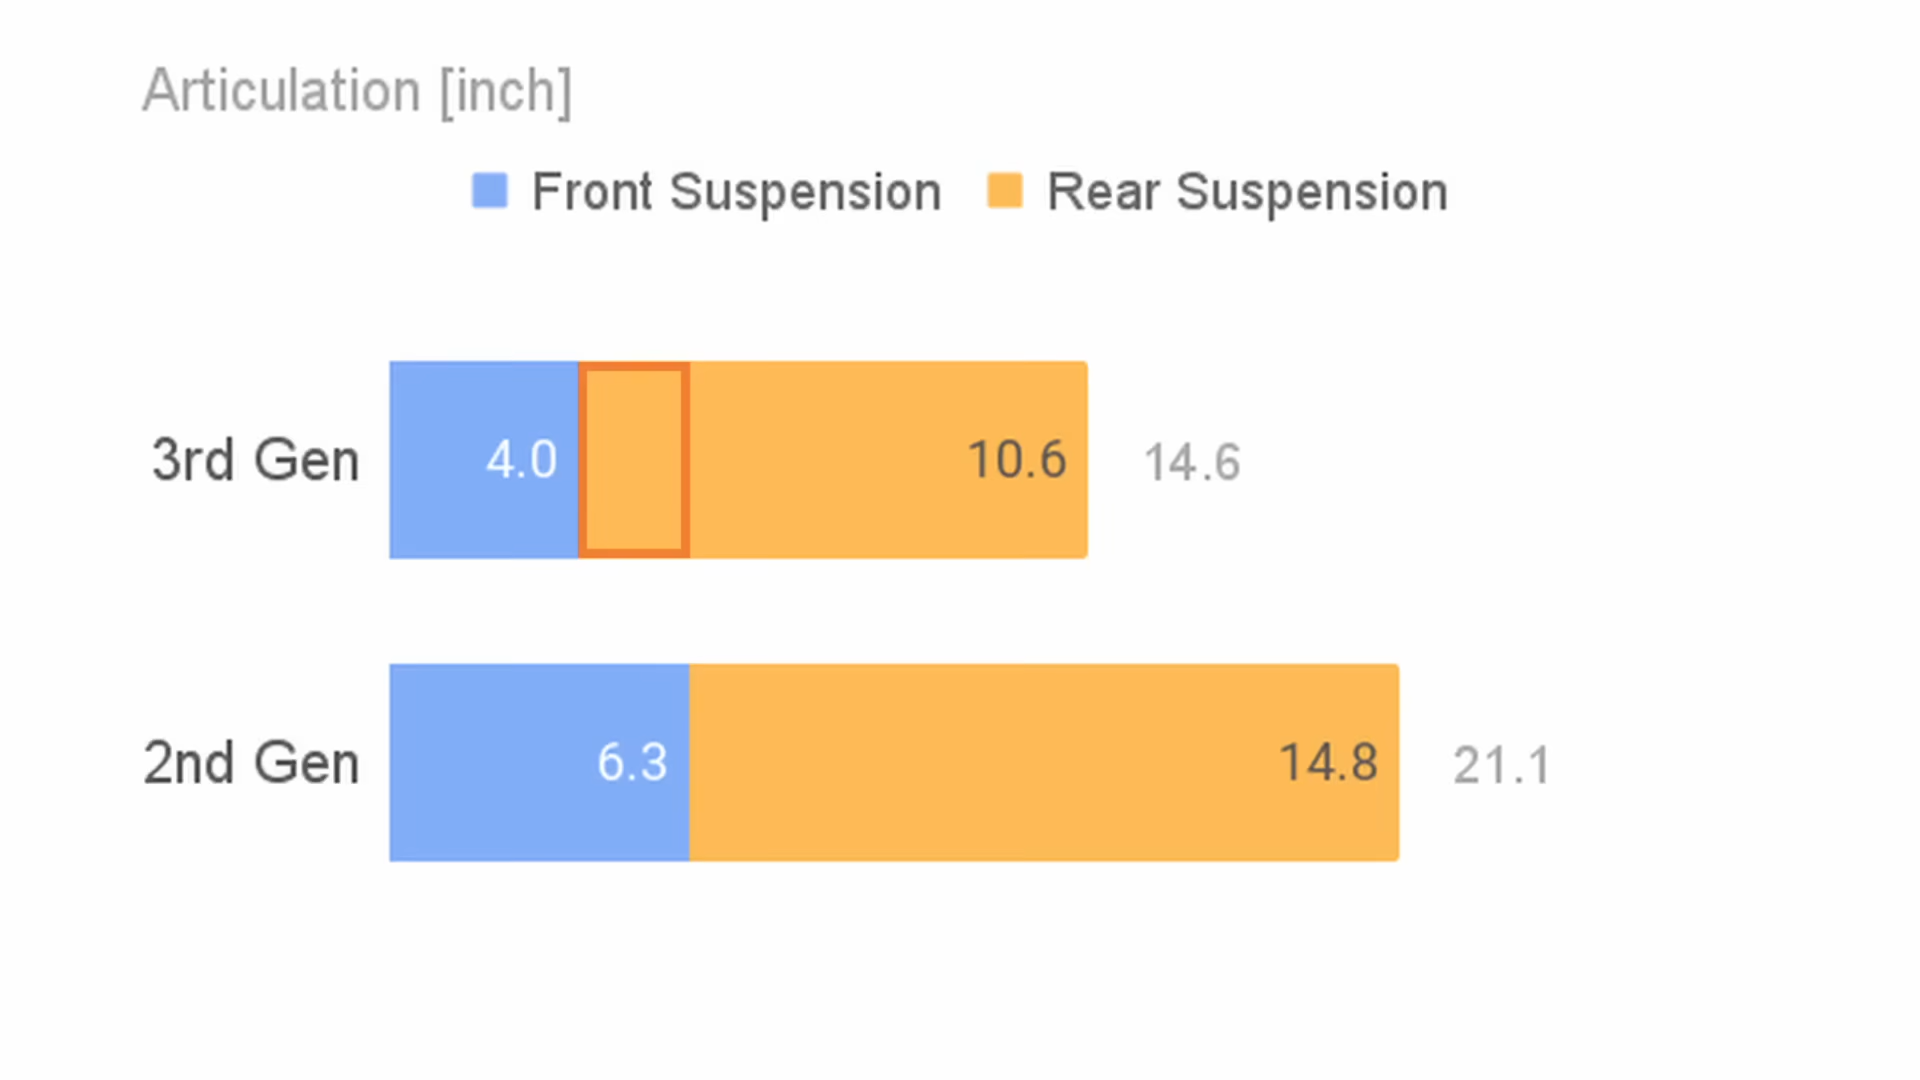 Articulation [inch]
Front Suspension Rear Suspension
3rd Gen 4.0 10.6 14.6
2nd Gen 6.3 14.8 21.1